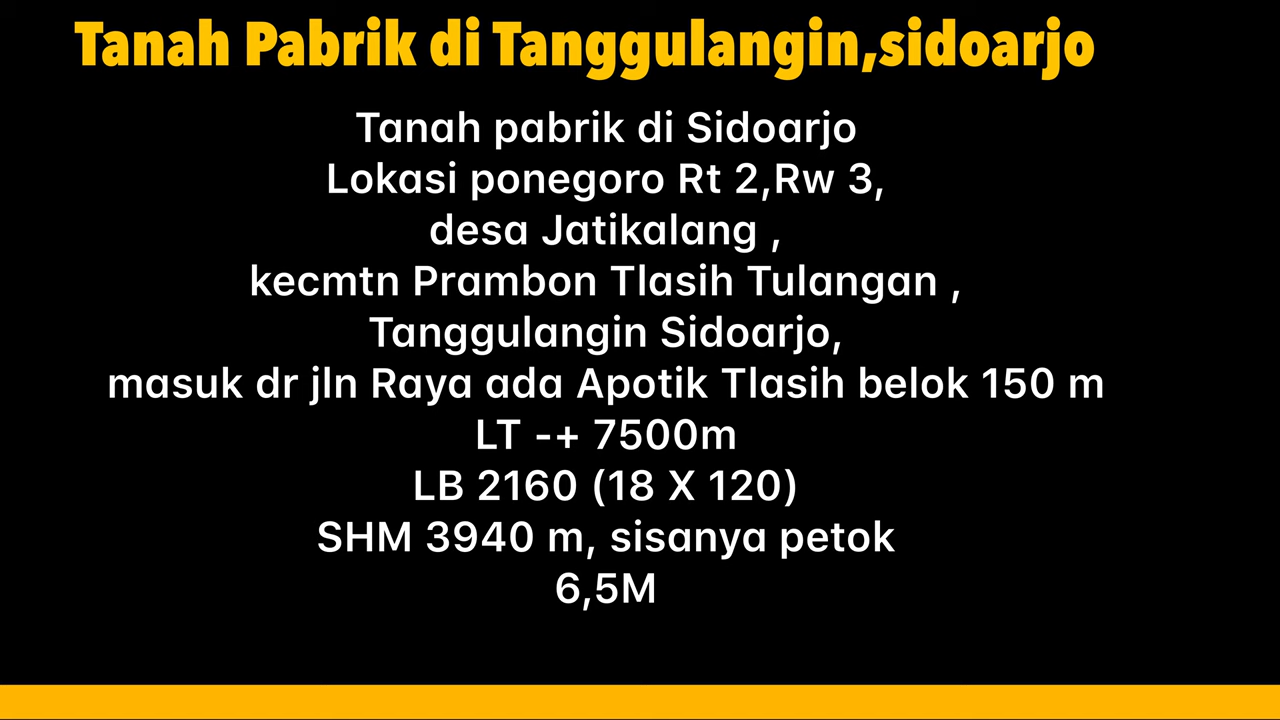 Tanah Pabrik di Tanggulangin,sidoarjo
Tanah pabrik di Sidoarjo
Lokasi ponegoro Rt 2,Rw 3,
desa Jatikalang ,
kecmtn Prambon Tlasih Tulangan ,
Tanggulangin Sidoarjo,
masuk dr jln Raya ada Apotik Tlasih belok 150 m
LT -+ 7500m
LB 2160 (18 X 120)
SHM 3940 m, sisanya petok
6,5M